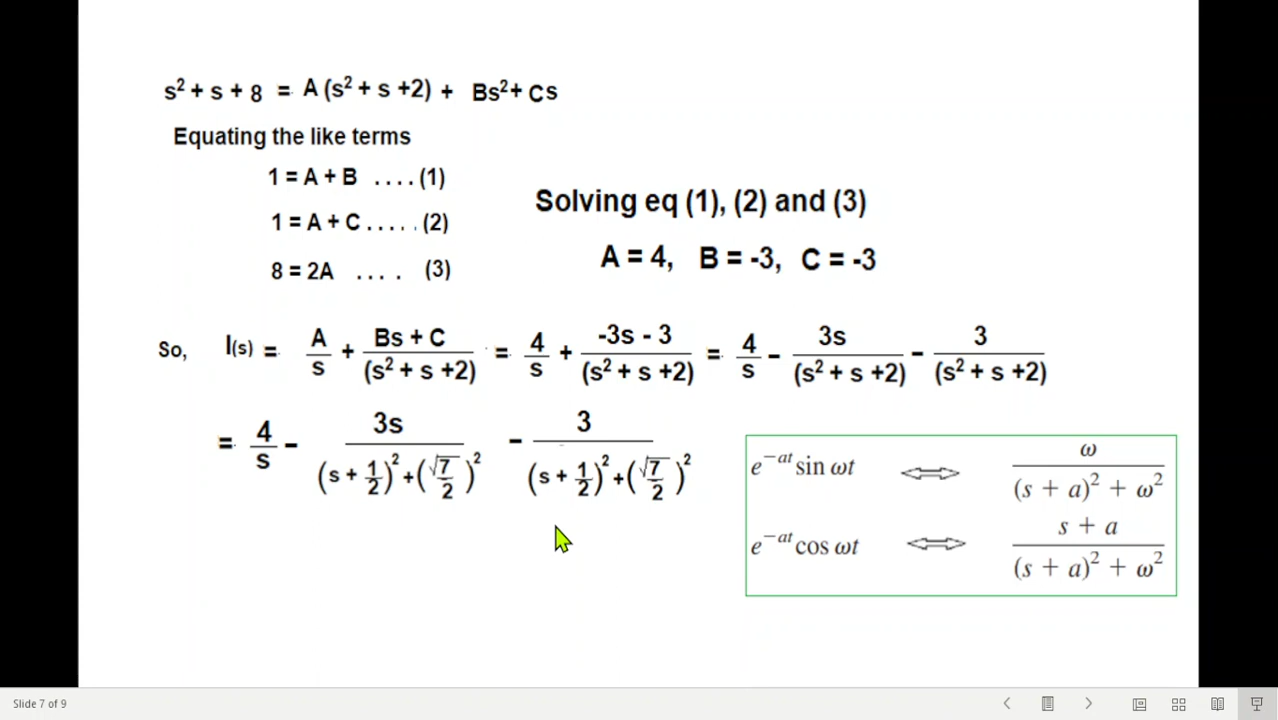 s² + s + 8 = A (s² + s +2) + Bs²+ Cs
Equating the like terms
1 = A + B . . . . (1)
1 = A + C . . . . . (2)
8 = 2A . . . . (3)
Solving eq (1), (2) and (3)
A = 4, B = -3, C = -3
So, I(s) = A/s + (Bs + C)/(s² + s +2) = 4/s + (-3s - 3)/(s² + s +2) = 4/s - 3s/(s² + s +2) - 3/(s² + s +2)
= 4/s - 3s/((s + 1/2)² + (√7/2)²) - 3/((s + 1/2)² + (√7/2)²)
e^(−at) sin ωt ⇔ ω/((s + a)² + ω²)
e^(−at) cos ωt ⇔ (s + a)/((s + a)² + ω²)
Slide 7 of 9